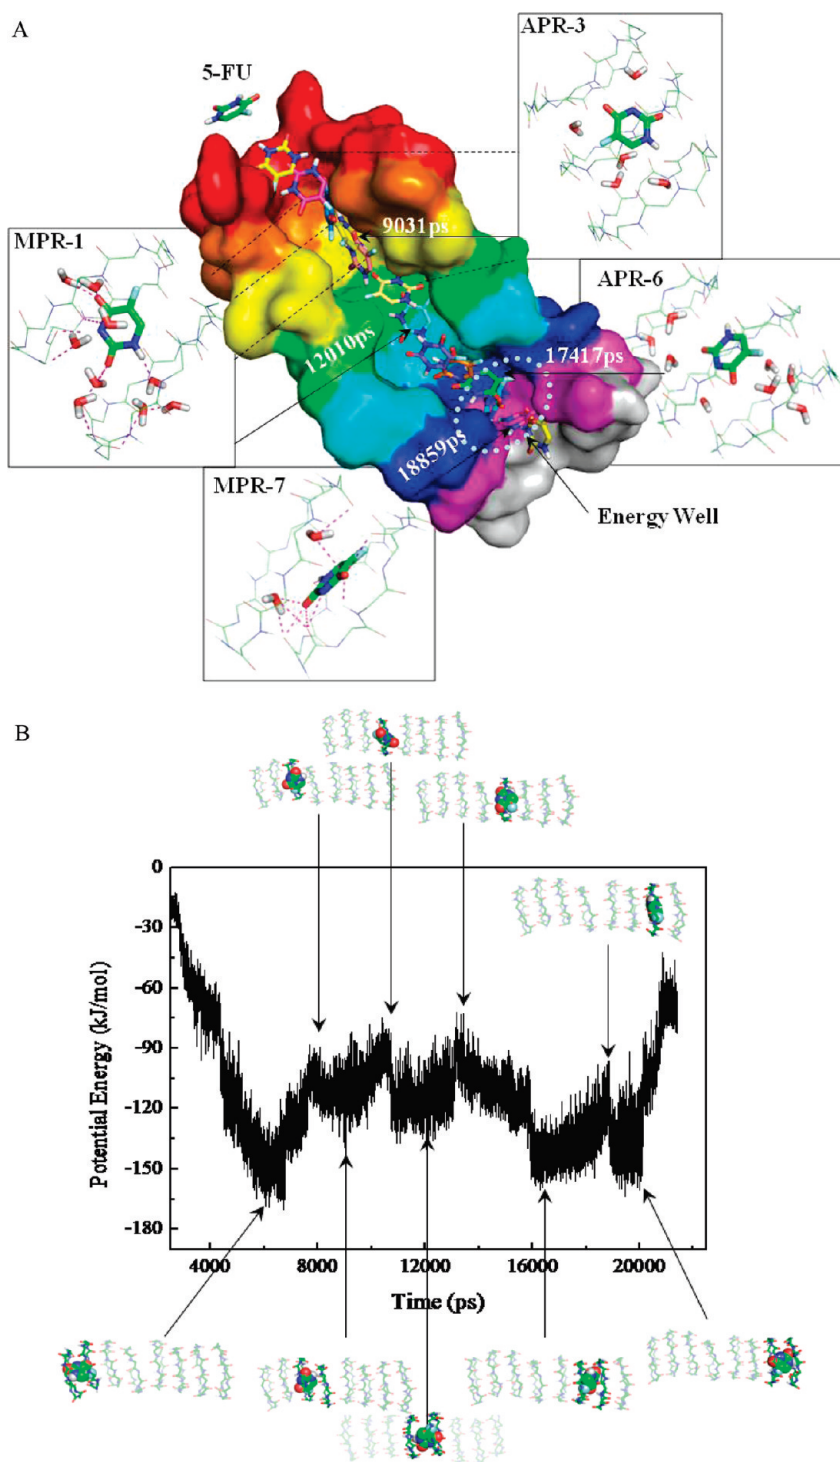 A
5-FU
APR-3
9031ps
MPR-1
APR-6
12010ps
17417ps
18859ps
MPR-7
Energy Well
B
0
-30
-60
-90
-120
-150
-180
Potential Energy (kJ/mol)
4000 8000 12000 16000 20000
Time (ps)